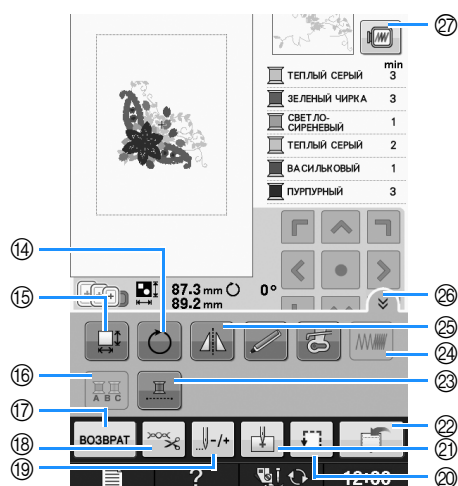 ㉗
min
ТЕПЛЫЙ СЕРЫЙ 3
ЗЕЛЕНЫЙ ЧИРКА 3
СВЕТЛО-СИРЕНЕВЫЙ 1
ТЕПЛЫЙ СЕРЫЙ 2
ВАСИЛЬКОВЫЙ 1
ПУРПУРНЫЙ 3
⑭
87.3 mm 0°
89.2 mm
㉖
⑮
㉕
㉔
⑯
A B C
㉓
⑰
ВОЗВРАТ
-/+
㉒
⑱
⑲
㉑
⑳
?